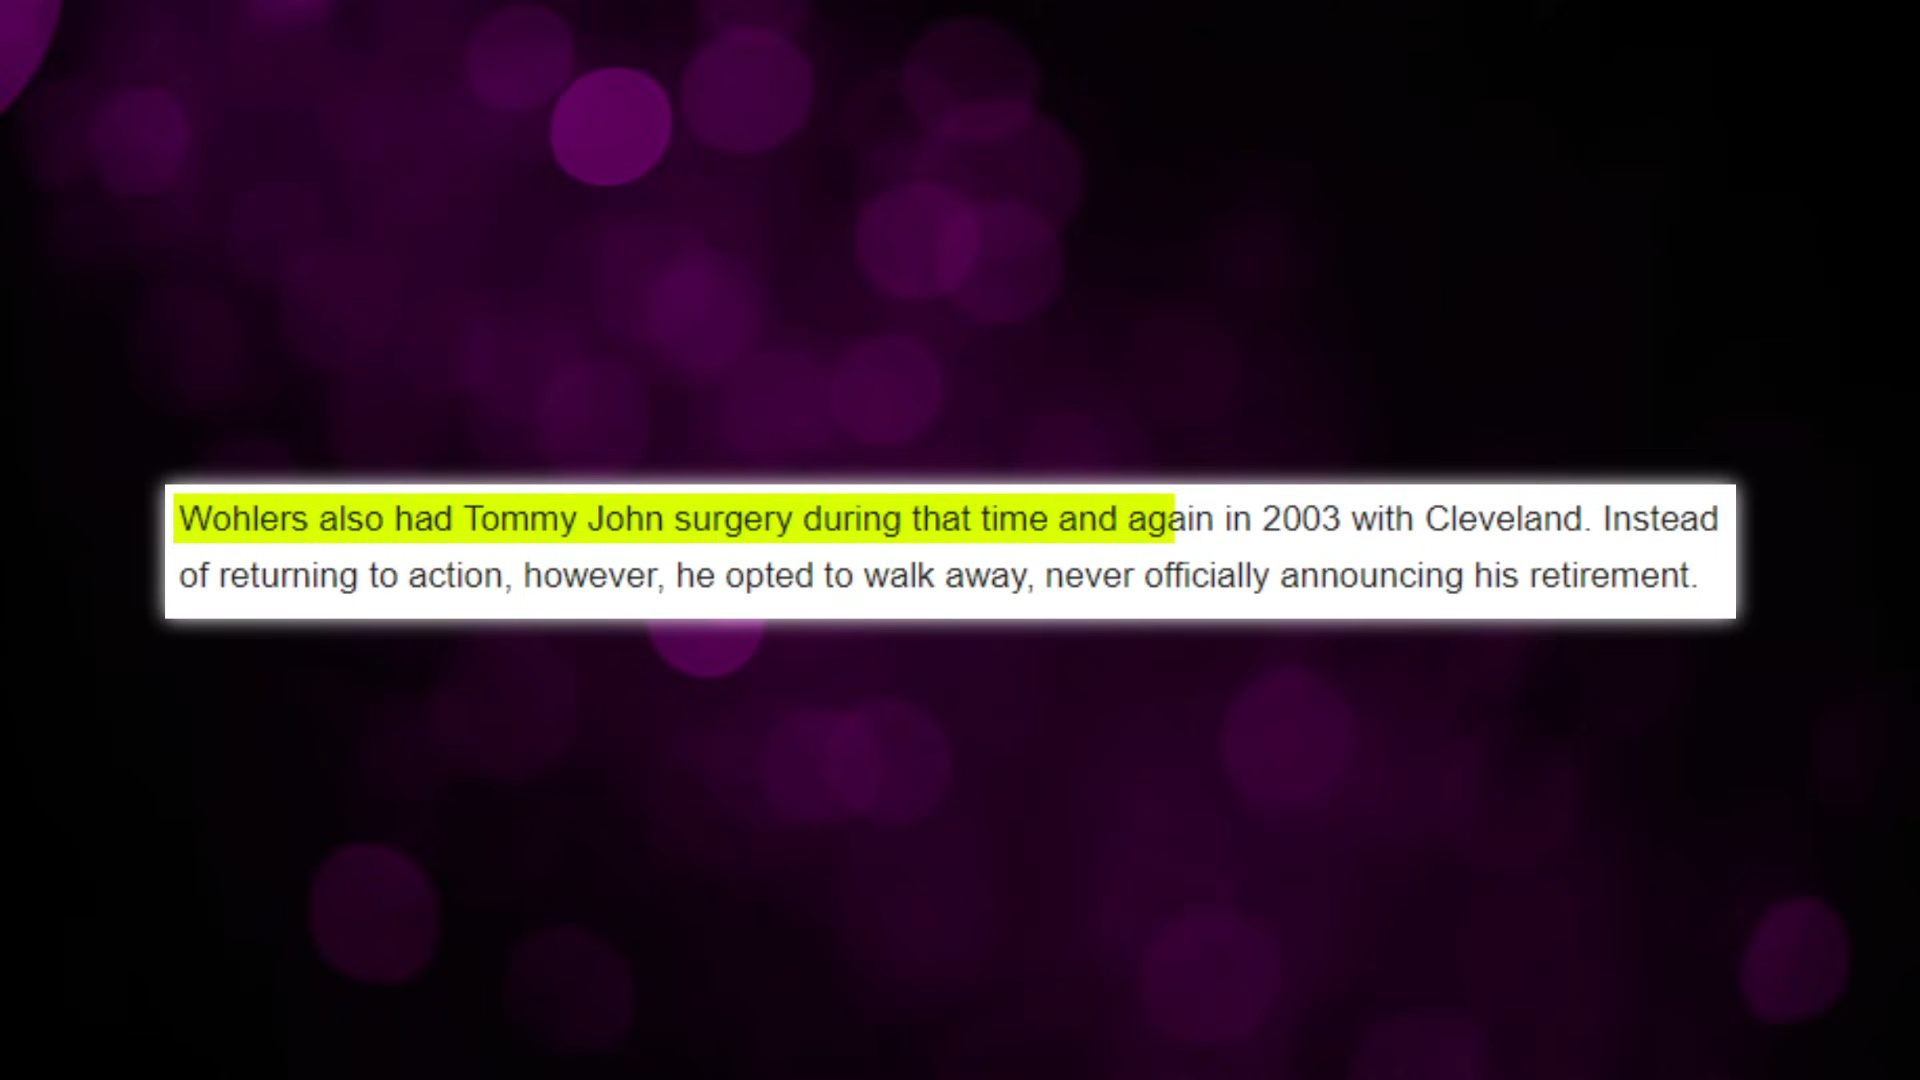 Wohlers also had Tommy John surgery during that time and again in 2003 with Cleveland. Instead
of returning to action, however, he opted to walk away, never officially announcing his retirement.